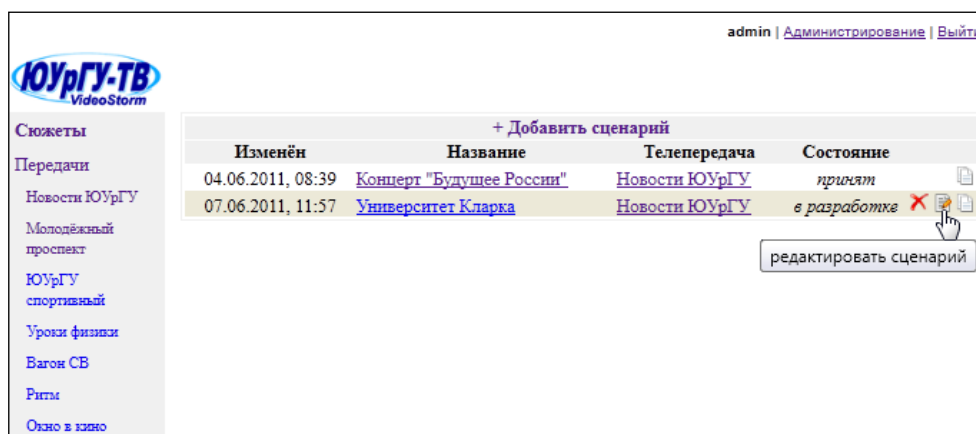 admin | Администрирование | Выйти
ЮУрГУ-ТВ
VideoStorm
Сюжеты
Передачи
Новости ЮУрГУ
Молодёжный
проспект
ЮУрГУ
спортивный
Уроки физики
Вагон СВ
Ритм
Окно в кино
+ Добавить сценарий
Изменён Название Телепередача Состояние
04.06.2011, 08:39 Концерт "Будущее России" Новости ЮУрГУ принят
07.06.2011, 11:57 Университет Кларка Новости ЮУрГУ в разработке
редактировать сценарий